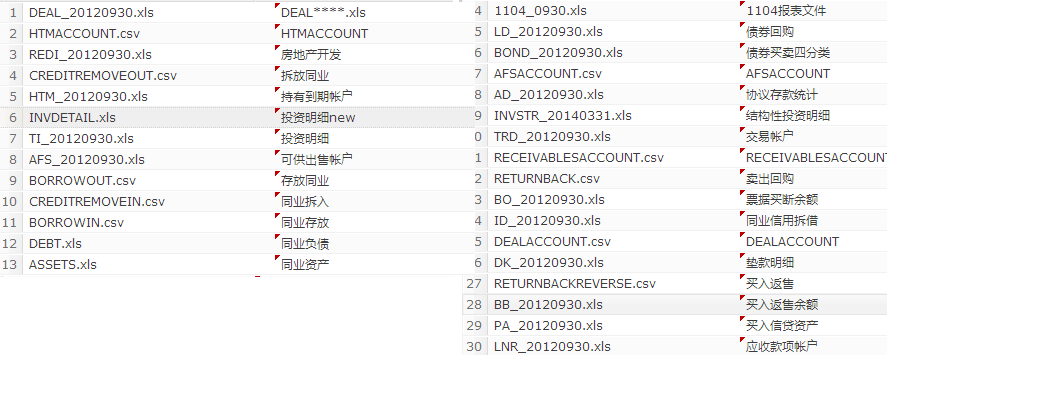 1 DEAL_20120930.xls DEAL****.xls
2 HTMACCOUNT.csv HTMACCOUNT
3 REDI_20120930.xls 房地产开发
4 CREDITREMOVEOUT.csv 拆放同业
5 HTM_20120930.xls 持有到期帐户
6 INVDETAIL.xls 投资明细new
7 TI_20120930.xls 投资明细
8 AFS_20120930.xls 可供出售帐户
9 BORROWOUT.csv 存放同业
10 CREDITREMOVEIN.csv 同业拆入
11 BORROWIN.csv 同业存放
12 DEBT.xls 同业负债
13 ASSETS.xls 同业资产
4 1104_0930.xls 1104报表文件
5 LD_20120930.xls 债券回购
6 BOND_20120930.xls 债券买卖四分类
7 AFSACCOUNT.csv AFSACCOUNT
8 AD_20120930.xls 协议存款统计
9 INVSTR_20140331.xls 结构性投资明细
0 TRD_20120930.xls 交易帐户
1 RECEIVABLESACCOUNT.csv RECEIVABLESACCOUNT
2 RETURNBACK.csv 卖出回购
3 BO_20120930.xls 票据买断余额
4 ID_20120930.xls 同业信用拆借
5 DEALACCOUNT.csv DEALACCOUNT
6 DK_20120930.xls 垫款明细
27 RETURNBACKREVERSE.csv 买入返售
28 BB_20120930.xls 买入返售余额
29 PA_20120930.xls 买入信贷资产
30 LNR_20120930.xls 应收款项帐户